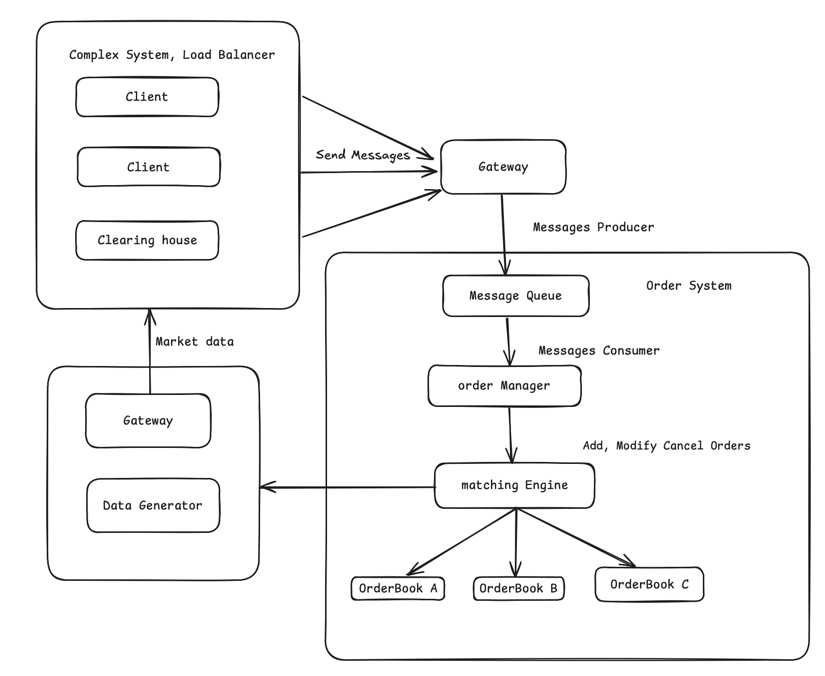 Complex System, Load Balancer
Client
Client
Clearing house
Send Messages
Gateway
Messages Producer
Order System
Message Queue
Messages Consumer
order Manager
Add, Modify Cancel Orders
matching Engine
OrderBook A
OrderBook B
OrderBook C
Market data
Gateway
Data Generator